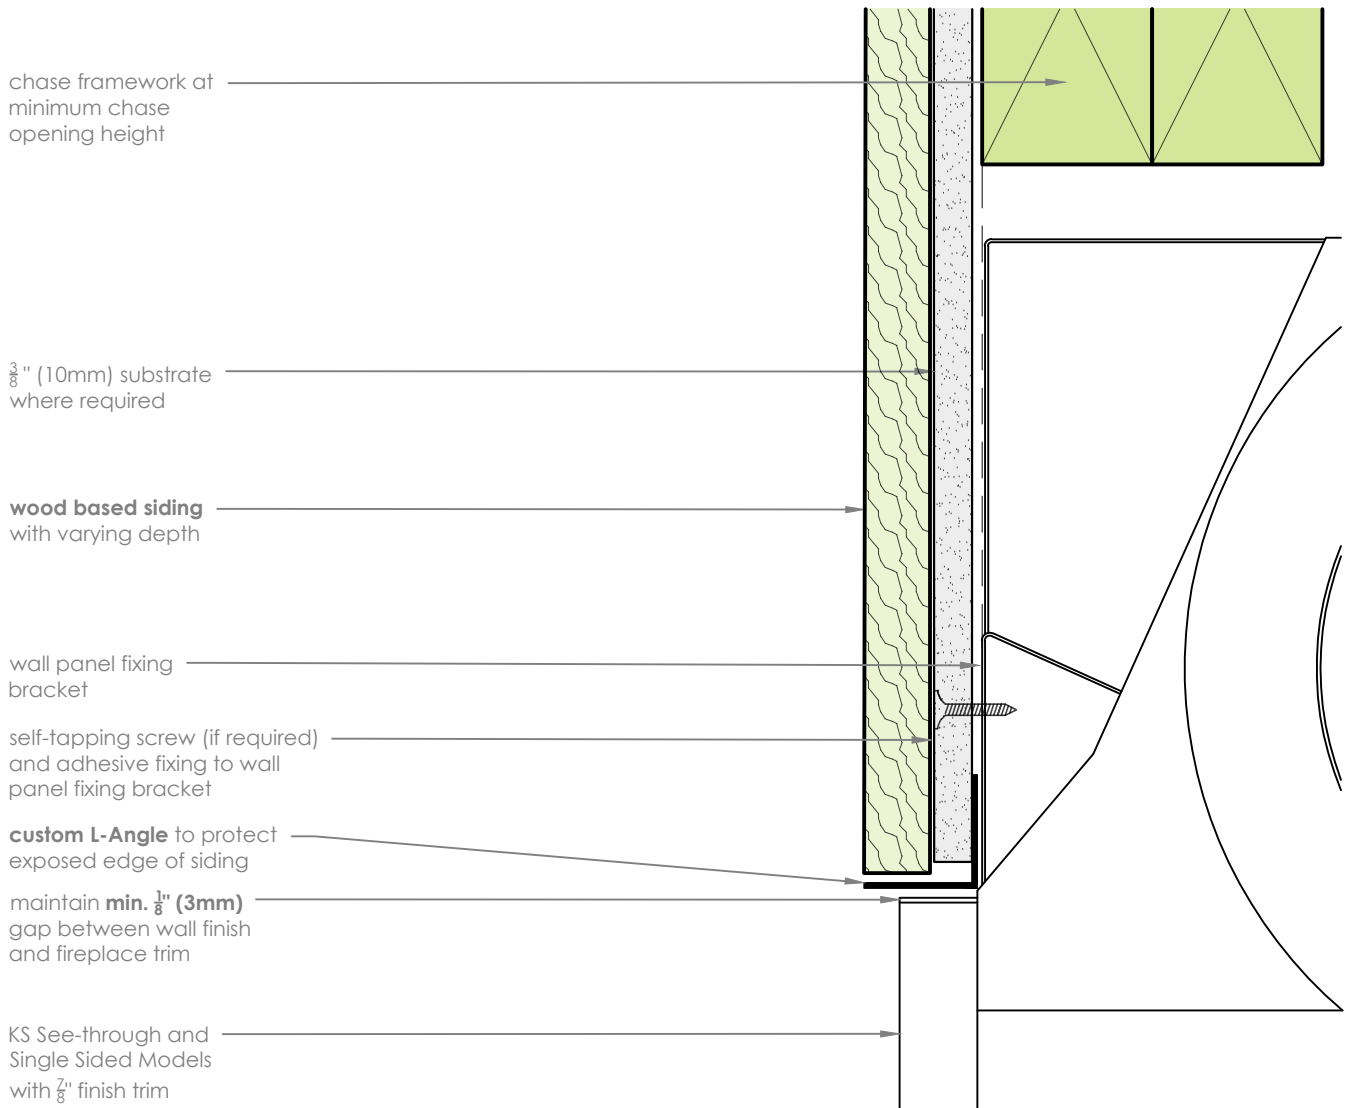 chase framework at
minimum chase
opening height
3/8" (10mm) substrate
where required
wood based siding
with varying depth
wall panel fixing
bracket
self-tapping screw (if required)
and adhesive fixing to wall
panel fixing bracket
custom L-Angle to protect
exposed edge of siding
maintain min. 1/8" (3mm)
gap between wall finish
and fireplace trim
KS See-through and
Single Sided Models
with 7/8" finish trim